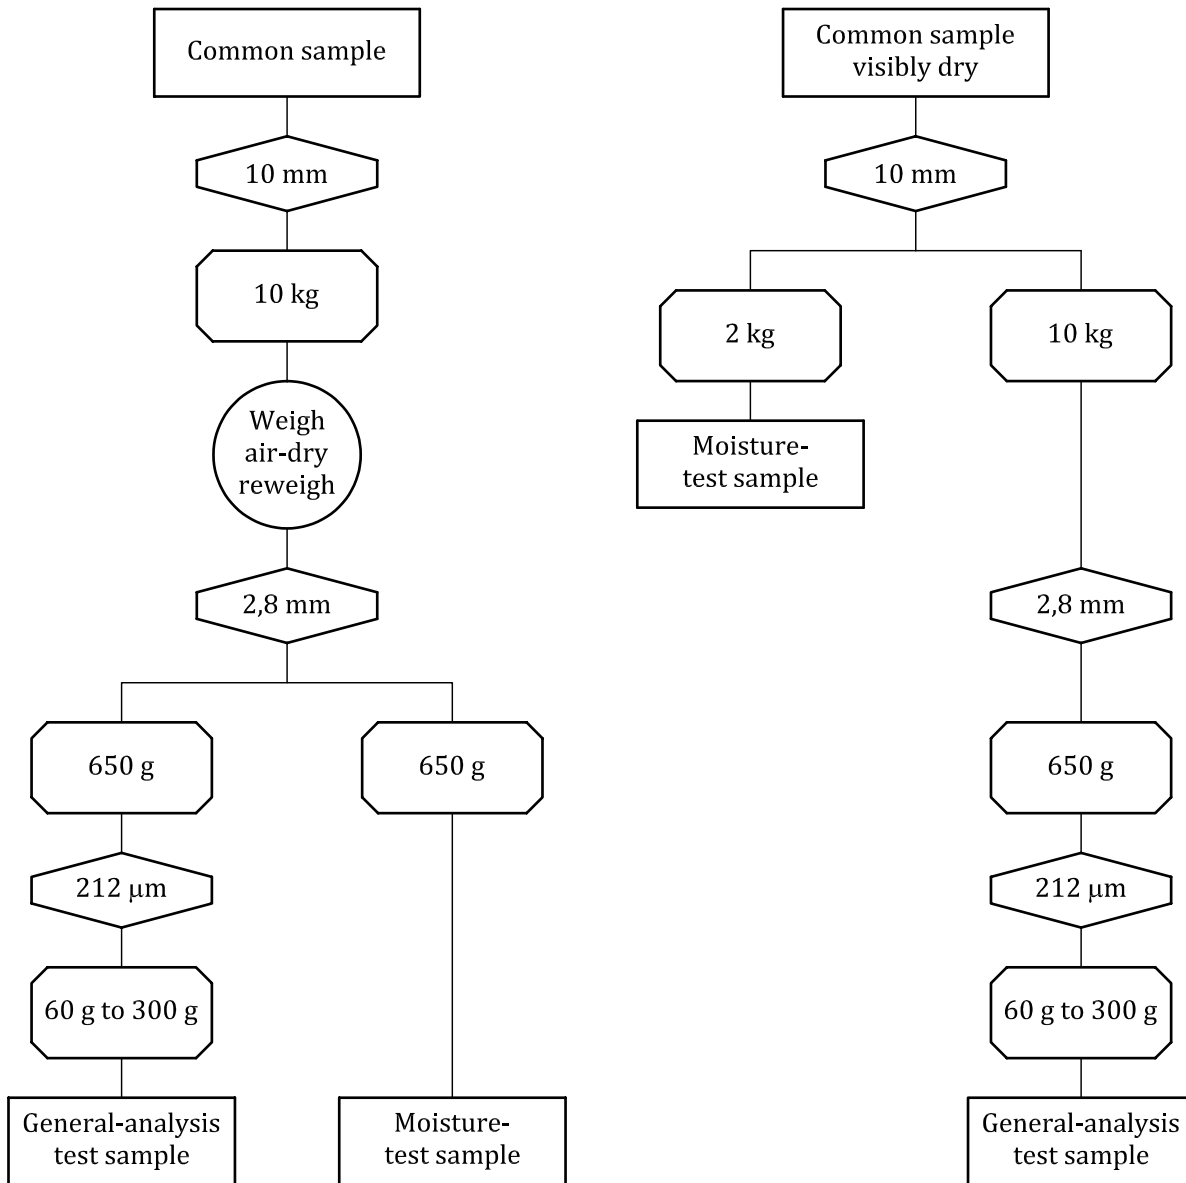 Common sample
10 mm
10 kg
Weigh
air-dry
reweigh
2,8 mm
650 g
650 g
212 µm
60 g to 300 g
General-analysis
test sample
Moisture-
test sample
Common sample
visibly dry
10 mm
2 kg
Moisture-
test sample
10 kg
2,8 mm
650 g
212 µm
60 g to 300 g
General-analysis
test sample